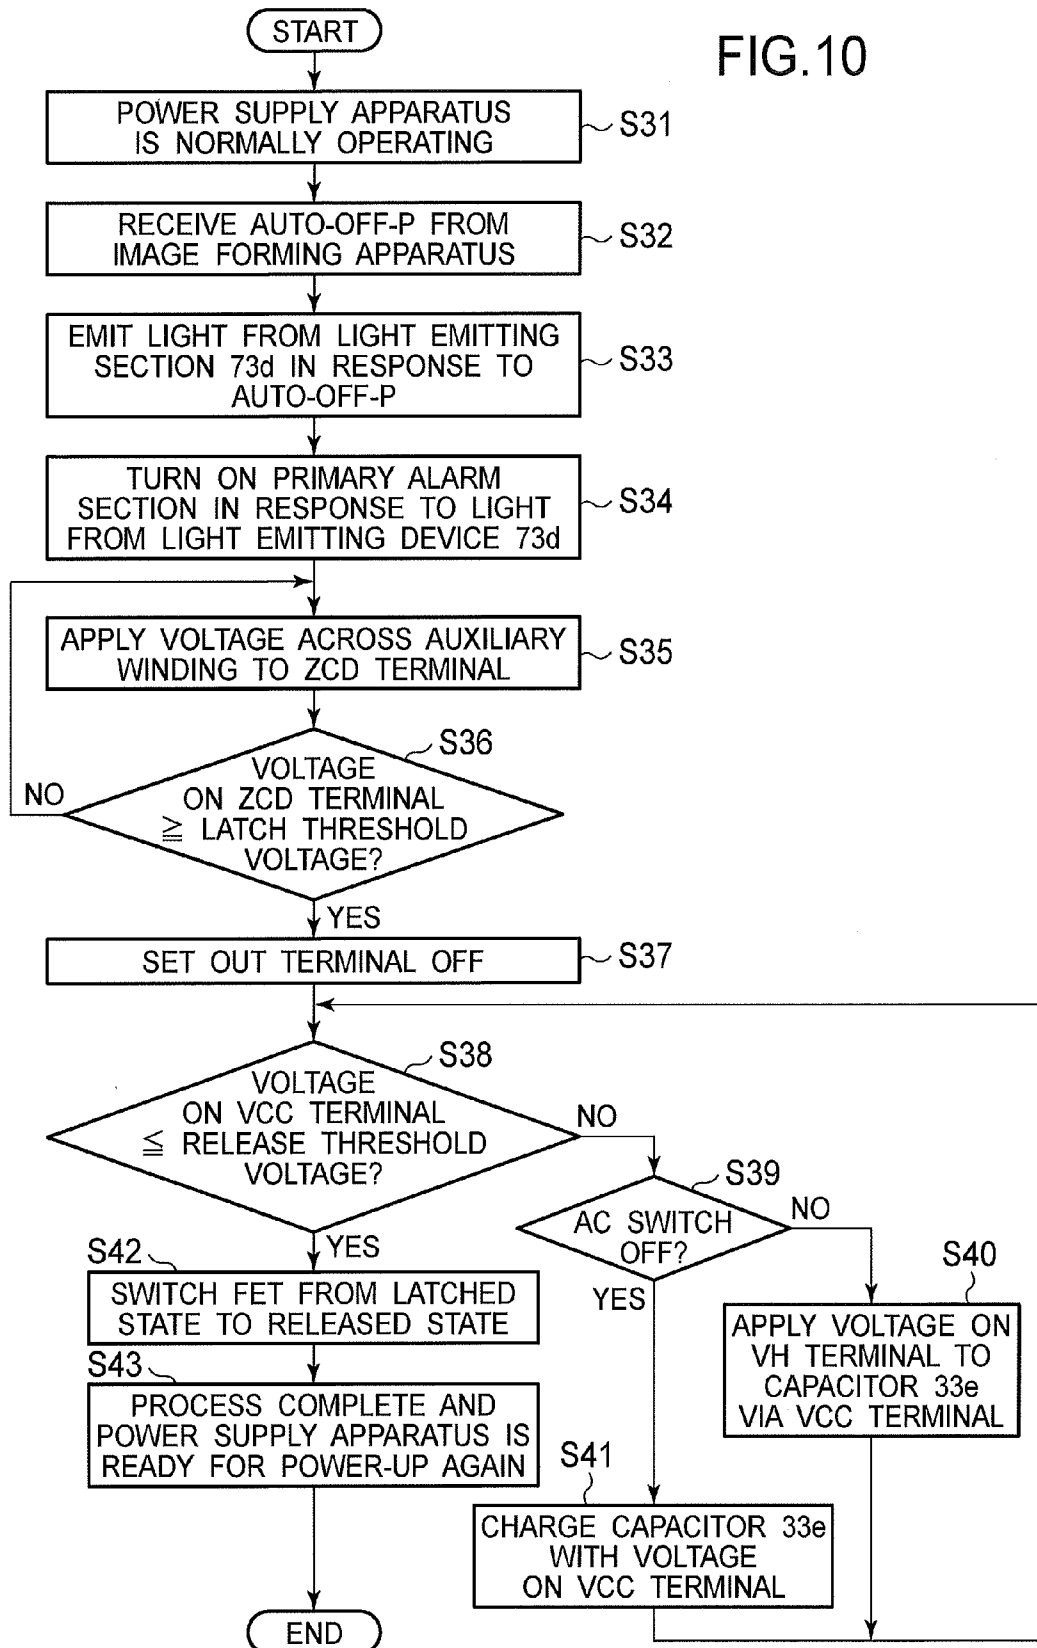 START
FIG.10
POWER SUPPLY APPARATUS
IS NORMALLY OPERATING
S31
RECEIVE AUTO-OFF-P FROM
IMAGE FORMING APPARATUS
S32
EMIT LIGHT FROM LIGHT EMITTING
SECTION 73d IN RESPONSE TO
AUTO-OFF-P
S33
TURN ON PRIMARY ALARM
SECTION IN RESPONSE TO LIGHT
FROM LIGHT EMITTING DEVICE 73d
S34
APPLY VOLTAGE ACROSS AUXILIARY
WINDING TO ZCD TERMINAL
S35
S36
VOLTAGE
ON ZCD TERMINAL
≧ LATCH THRESHOLD
VOLTAGE?
NO
YES
SET OUT TERMINAL OFF
S37
S38
VOLTAGE
ON VCC TERMINAL
≦ RELEASE THRESHOLD
VOLTAGE?
NO
YES
S39
AC SWITCH
OFF?
NO
YES
S40
APPLY VOLTAGE ON
VH TERMINAL TO
CAPACITOR 33e
VIA VCC TERMINAL
S42
SWITCH FET FROM LATCHED
STATE TO RELEASED STATE
S43
PROCESS COMPLETE AND
POWER SUPPLY APPARATUS IS
READY FOR POWER-UP AGAIN
S41
CHARGE CAPACITOR 33e
WITH VOLTAGE
ON VCC TERMINAL
END